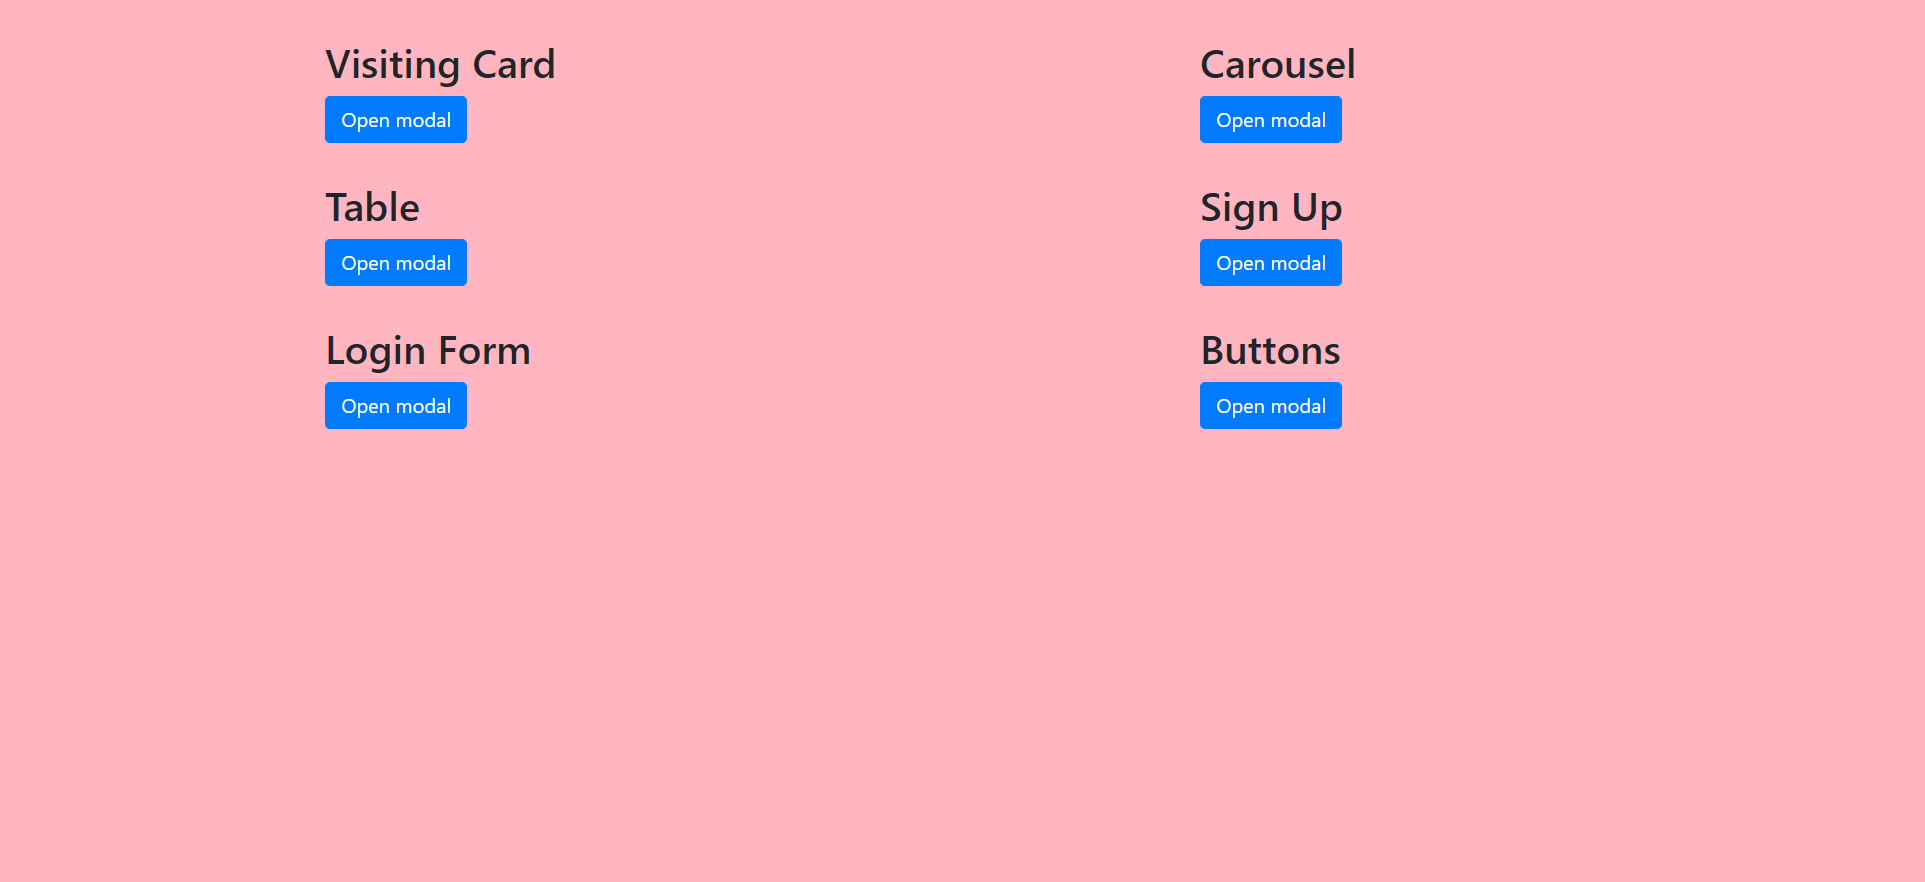 Visiting Card
Open modal
Carousel
Open modal
Table
Open modal
Sign Up
Open modal
Login Form
Open modal
Buttons
Open modal